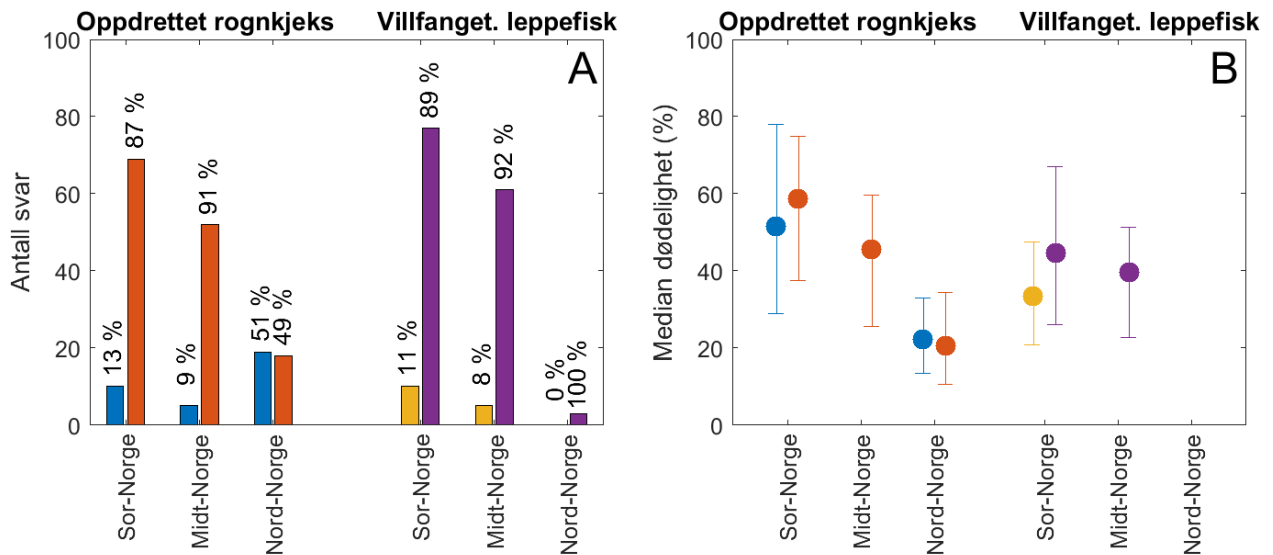 Oppdrettet rognkjeks
Villfanget. leppefisk
A
Antall svar
100
80
60
40
20
0
13 %
87 %
9 %
91 %
51 %
49 %
11 %
89 %
8 %
92 %
0 %
100 %
Sor-Norge
Midt-Norge
Nord-Norge
Sor-Norge
Midt-Norge
Nord-Norge
Oppdrettet rognkjeks
Villfanget. leppefisk
B
Median dødelighet (%)
100
80
60
40
20
0
Sor-Norge
Midt-Norge
Nord-Norge
Sor-Norge
Midt-Norge
Nord-Norge